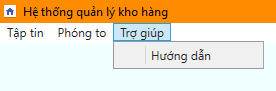 Hệ thống quản lý kho hàng
Tập tin Phóng to Trợ giúp
Hướng dẫn